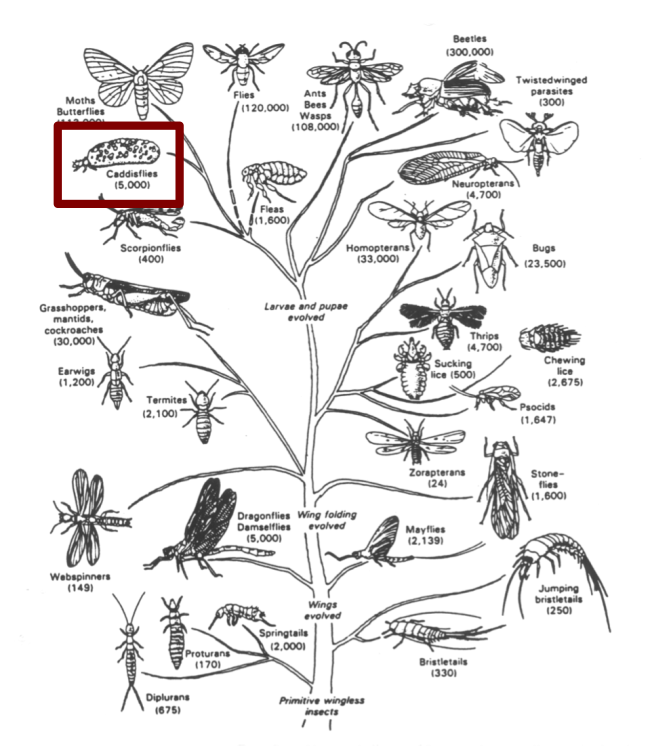 Beetles
(300,000)
Moths
Butterflies
Flies
(120,000)
Ants
Bees
Wasps
(108,000)
Twistedwinged
parasites
(300)
Caddisflies
(5,000)
Fleas
(1,600)
Neuropterans
(4,700)
Scorpionflies
(400)
Homopterans
(33,000)
Bugs
(23,500)
Larvae and pupae
evolved
Grasshoppers,
mantids,
cockroaches
(30,000)
Thrips
(4,700)
Earwigs
(1,200)
Sucking
lice (500)
Chewing
lice
(2,675)
Termites
(2,100)
Psocids
(1,647)
Zorapterans
(24)
Stone-
flies
(1,600)
Dragonflies
Damselflies
(5,000)
Wing folding
evolved
Mayflies
(2,139)
Webspinners
(149)
Jumping
bristletails
(250)
Wings
evolved
Springtails
(2,000)
Proturans
(170)
Bristletails
(330)
Diplurans
(675)
Primitive wingless
insects